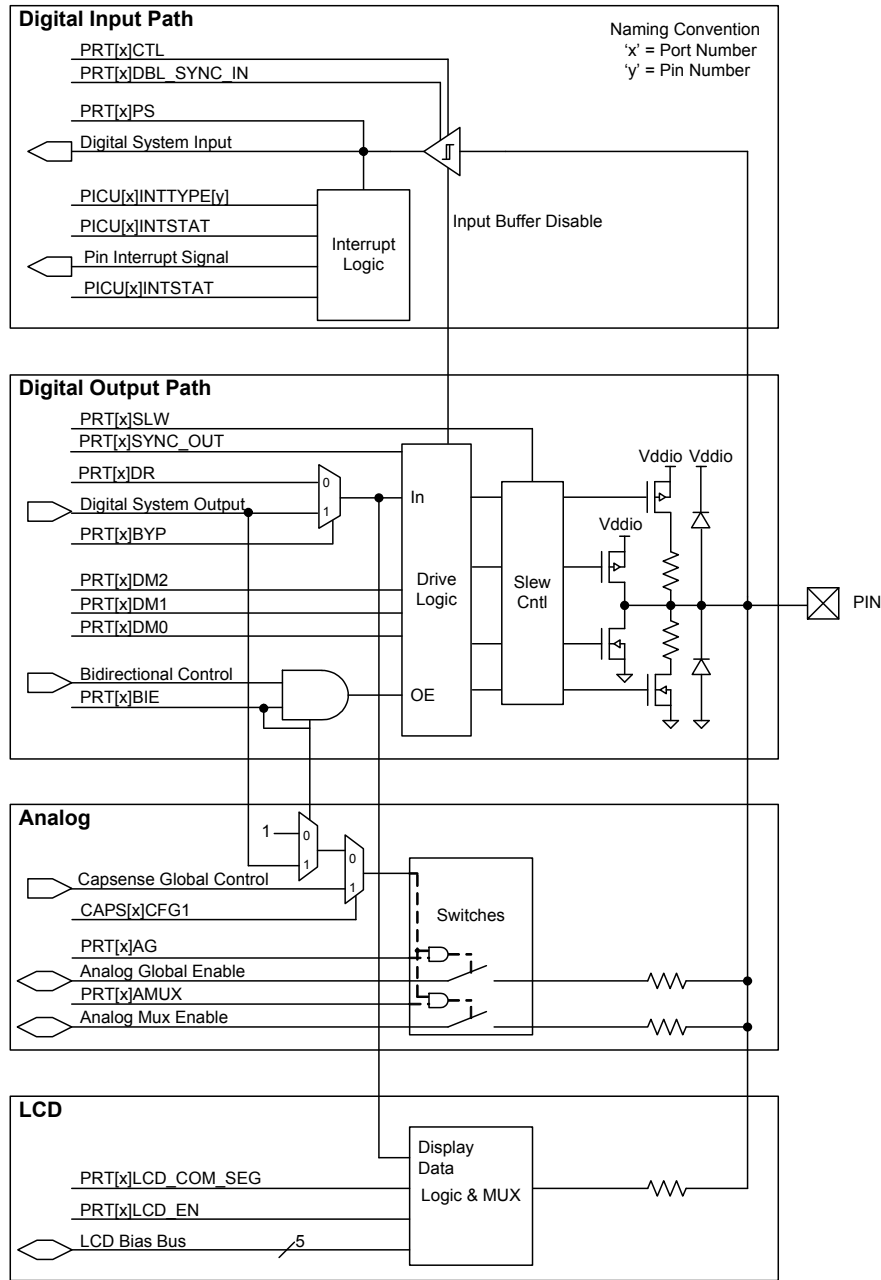 Digital Input Path
Naming Convention
‘x’ = Port Number
‘y’ = Pin Number
PRT[x]CTL
PRT[x]DBL_SYNC_IN
PRT[x]PS
Digital System Input
PICU[x]INTTYPE[y]
PICU[x]INTSTAT
Pin Interrupt Signal
PICU[x]INTSTAT
Interrupt
Logic
Input Buffer Disable
Digital Output Path
PRT[x]SLW
PRT[x]SYNC_OUT
PRT[x]DR
Digital System Output
PRT[x]BYP
0
1
PRT[x]DM2
PRT[x]DM1
PRT[x]DM0
Bidirectional Control
PRT[x]BIE
In
Drive
Logic
OE
Slew
Cntl
Vddio Vddio
Vddio
PIN
Analog
1
0
1
0
1
Capsense Global Control
CAPS[x]CFG1
Switches
PRT[x]AG
Analog Global Enable
PRT[x]AMUX
Analog Mux Enable
LCD
Display
Data
Logic & MUX
PRT[x]LCD_COM_SEG
PRT[x]LCD_EN
LCD Bias Bus
5